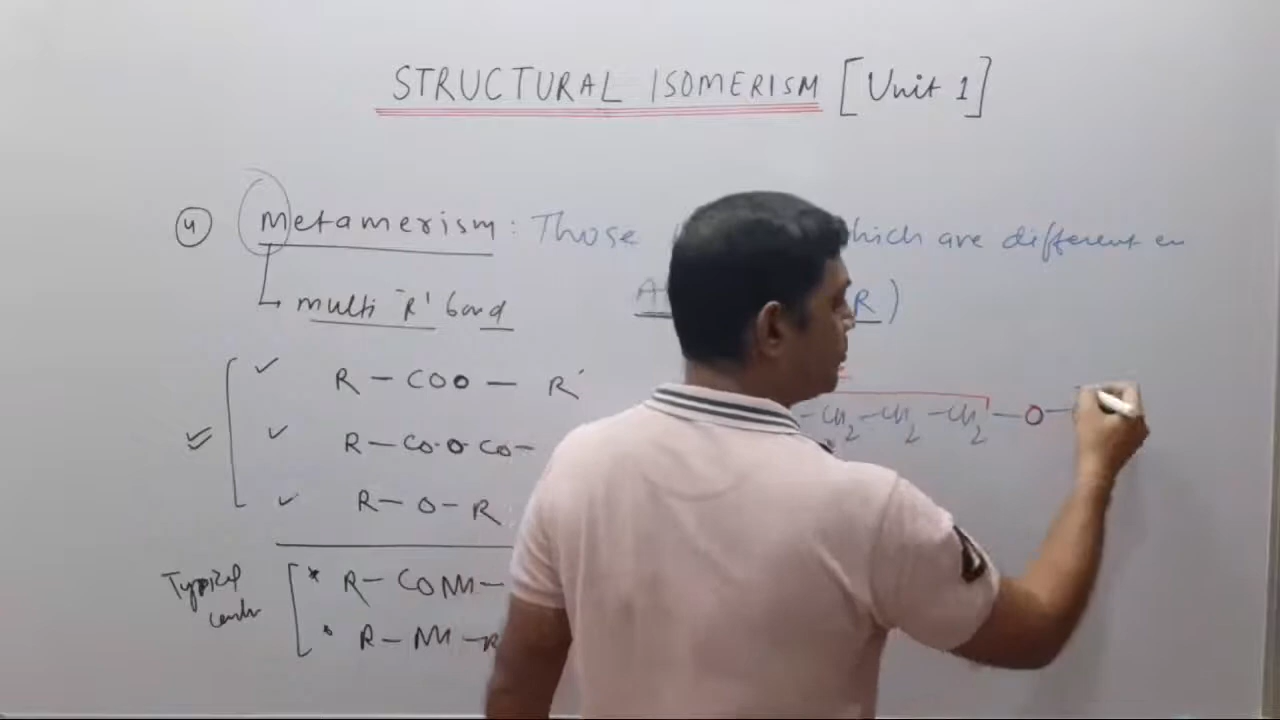 STRUCTURAL ISOMERISM [Unit 1]
4 Metamerism : Those which are different in
multi 'R' bond A R)
R - COO - R'
R - CO·O·CO -
- CH2 - CH2 - CH2 - O -
R - O - R
Typical
R - CONH -
R - NH - R